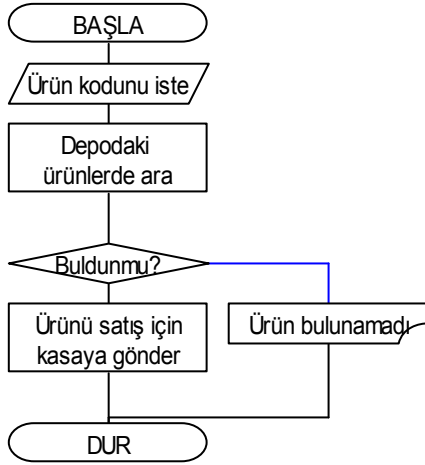 BAŞLA
Ürün kodunu iste
Depodaki
ürünlerde ara
Buldunmu?
Ürünü satış için
kasaya gönder
Ürün bulunamadı
DUR